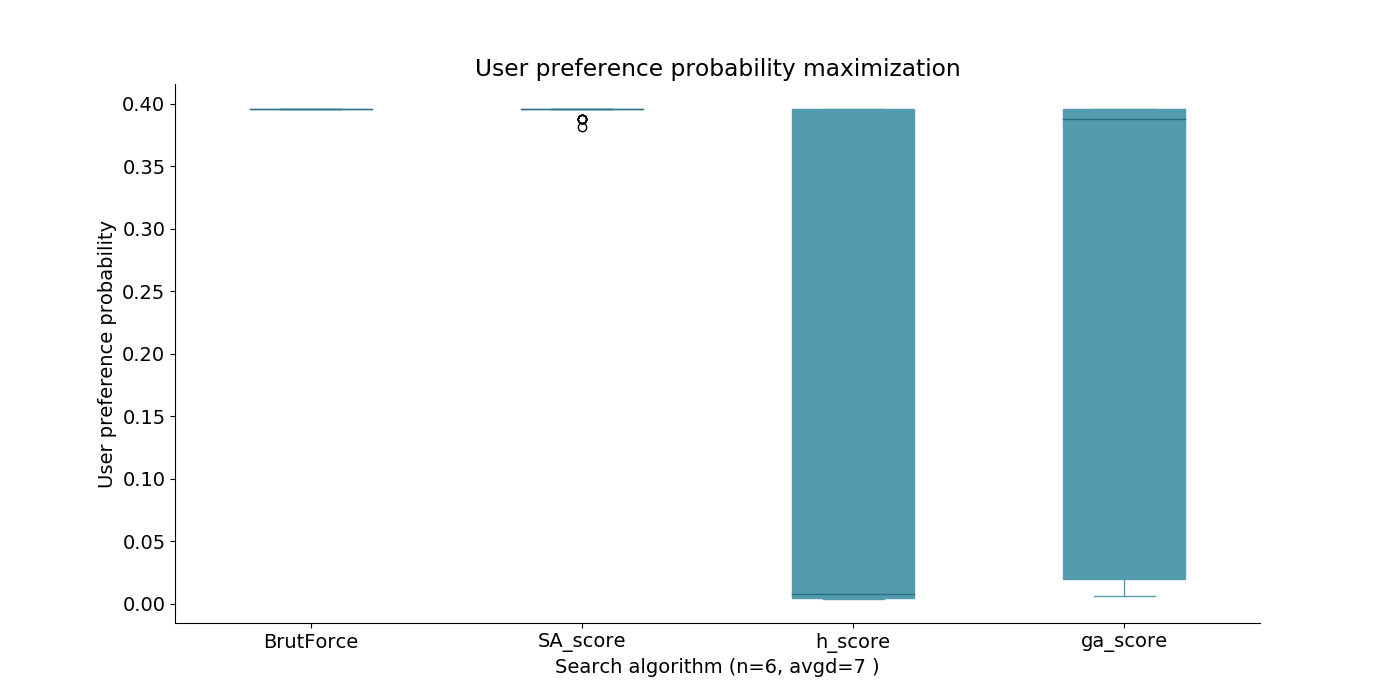 User preference probability maximization
User preference probability
0.40
0.35
0.30
0.25
0.20
0.15
0.10
0.05
0.00
BrutForce SA_score h_score ga_score
Search algorithm (n=6, avgd=7 )